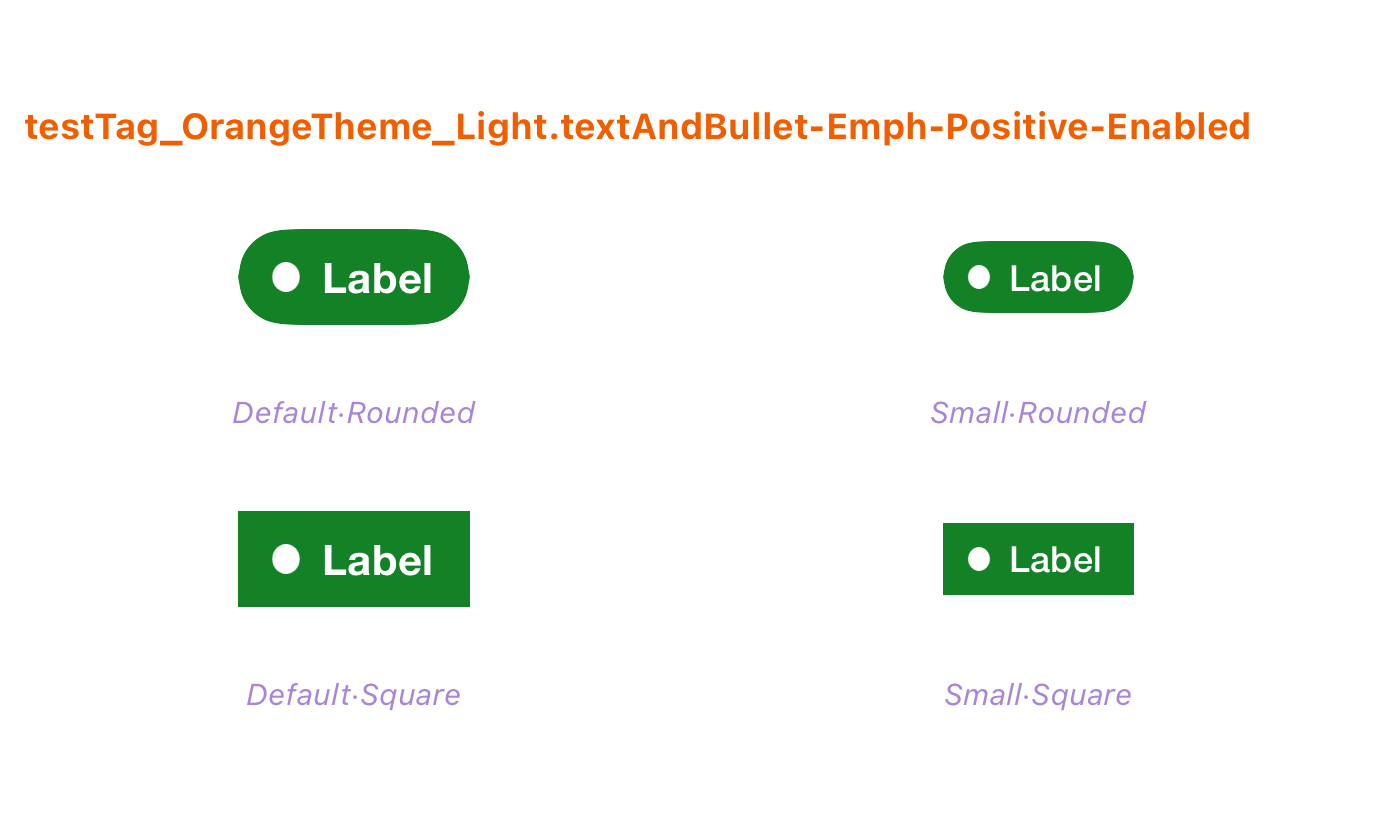 testTag_OrangeTheme_Light.textAndBullet-Emph-Positive-Enabled
Label
Label
Default·Rounded
Small·Rounded
Label
Label
Default·Square
Small·Square